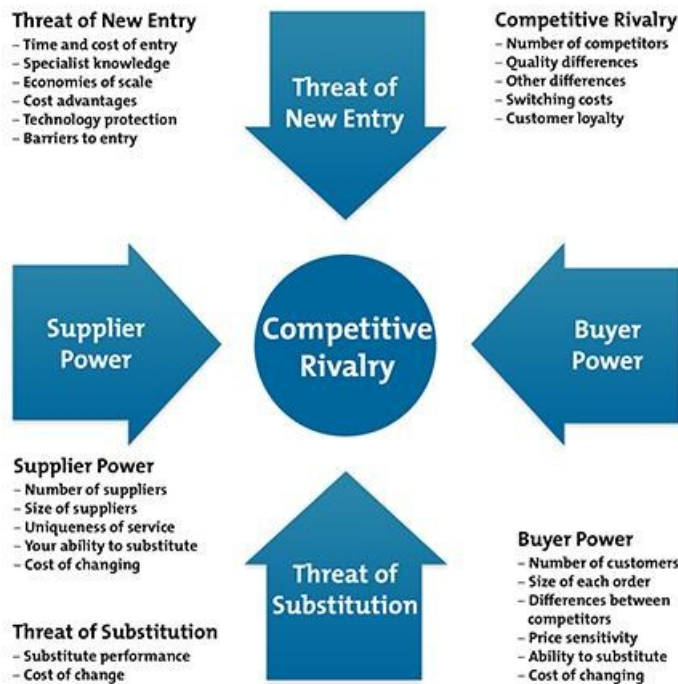 Threat of New Entry
– Time and cost of entry
– Specialist knowledge
– Economies of scale
– Cost advantages
– Technology protection
– Barriers to entry
Threat of
New Entry
Competitive Rivalry
– Number of competitors
– Quality differences
– Other differences
– Switching costs
– Customer loyalty
Supplier
Power
Competitive
Rivalry
Buyer
Power
Supplier Power
– Number of suppliers
– Size of suppliers
– Uniqueness of service
– Your ability to substitute
– Cost of changing
Threat of Substitution
– Substitute performance
– Cost of change
Threat of
Substitution
Buyer Power
– Number of customers
– Size of each order
– Differences between
competitors
– Price sensitivity
– Ability to substitute
– Cost of changing